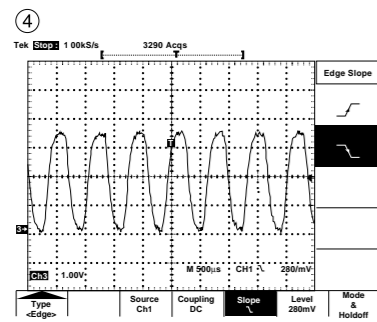 ④
Tek Stop: 1 00kS/s 3290 Acqs
Edge Slope
T
3
Ch3 1.00V M 500µs CH1 280/mV
Type <Edge> Source Ch1 Coupling DC Slope Level 280mV Mode & Holdoff